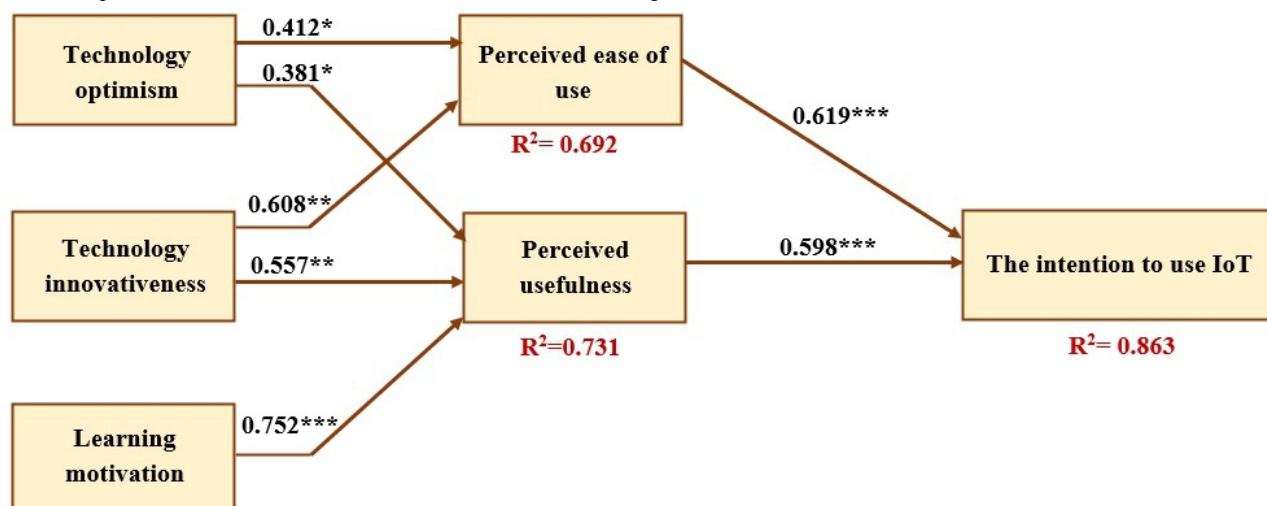 0.412*
Technology
optimism
0.381*
Perceived ease of
use
R²= 0.692
0.619***
0.608**
Technology
innovativeness
0.557**
Perceived
usefulness
R²=0.731
0.598***
The intention to use IoT
R²= 0.863
0.752***
Learning
motivation